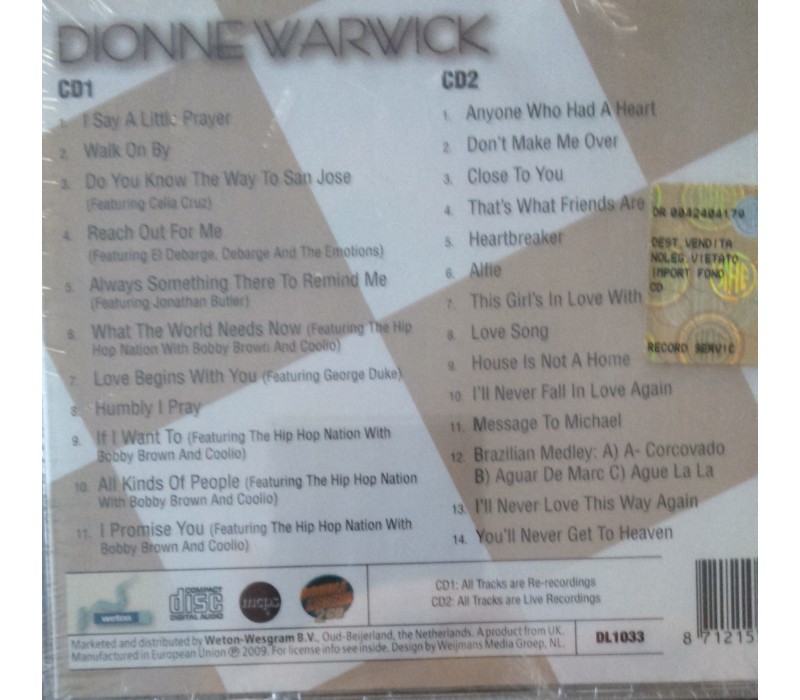 DIONNE WARWICK
CD1
1. I Say A Little Prayer
2. Walk On By
3. Do You Know The Way To San Jose
(Featuring Celia Cruz)
4. Reach Out For Me
(Featuring El Debarge, Debarge And The Emotions)
5. Always Something There To Remind Me
(Featuring Jonathan Butler)
6. What The World Needs Now (Featuring The Hip
Hop Nation With Bobby Brown And Coolio)
7. Love Begins With You (Featuring George Duke)
8. Humbly I Pray
9. If I Want To (Featuring The Hip Hop Nation With
Bobby Brown And Coolio)
10. All Kinds Of People (Featuring The Hip Hop Nation
With Bobby Brown And Coolio)
11. I Promise You (Featuring The Hip Hop Nation With
Bobby Brown And Coolio)
CD2
1. Anyone Who Had A Heart
2. Don't Make Me Over
3. Close To You
4. That's What Friends Are
5. Heartbreaker
6. Alfie
7. This Girl's In Love With
8. Love Song
9. House Is Not A Home
10. I'll Never Fall In Love Again
11. Message To Michael
12. Brazilian Medley: A) A- Corcovado
B) Aguar De Marc C) Ague La La
13. I'll Never Love This Way Again
14. You'll Never Get To Heaven
DR 0042404170
DEST.VENDITA
NOLEG.VIETATO
IMPORT FONO
CD
RECORD SERVIC
weton
COMPACT
disc
DIGITAL AUDIO
mcps
CD1: All Tracks are Re-recordings
CD2: All Tracks are Live Recordings
Marketed and distributed by Weton-Wesgram B.V., Oud-Beijerland, the Netherlands. A product from UK.
Manufactured in European Union ℗ 2009. For license info see inside. Design by Weijmans Media Groep, NL.
DL1033
8 71215